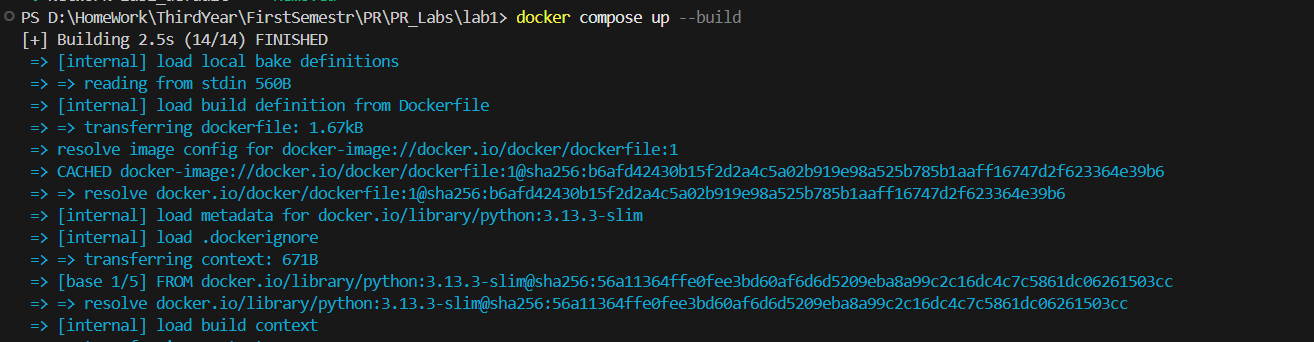 PS D:\HomeWork\ThirdYear\FirstSemestr\PR\PR_Labs\lab1> docker compose up --build
[+] Building 2.5s (14/14) FINISHED
=> [internal] load local bake definitions
=> => reading from stdin 560B
=> [internal] load build definition from Dockerfile
=> => transferring dockerfile: 1.67kB
=> resolve image config for docker-image://docker.io/docker/dockerfile:1
=> CACHED docker-image://docker.io/docker/dockerfile:1@sha256:b6afd42430b15f2d2a4c5a02b919e98a525b785b1aaff16747d2f623364e39b6
=> => resolve docker.io/docker/dockerfile:1@sha256:b6afd42430b15f2d2a4c5a02b919e98a525b785b1aaff16747d2f623364e39b6
=> [internal] load metadata for docker.io/library/python:3.13.3-slim
=> [internal] load .dockerignore
=> => transferring context: 671B
=> [base 1/5] FROM docker.io/library/python:3.13.3-slim@sha256:56a11364ffe0fee3bd60af6d6d5209eba8a99c2c16dc4c7c5861dc06261503cc
=> => resolve docker.io/library/python:3.13.3-slim@sha256:56a11364ffe0fee3bd60af6d6d5209eba8a99c2c16dc4c7c5861dc06261503cc
=> [internal] load build context